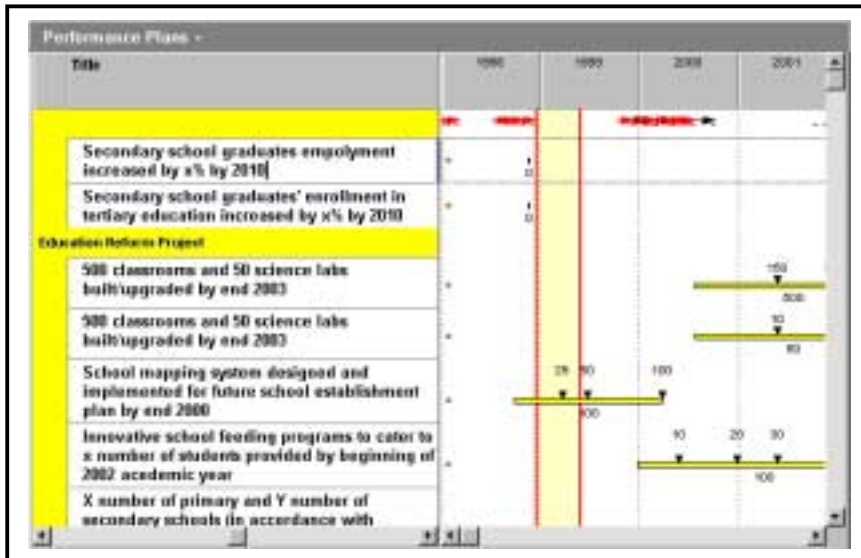 Performance Plans
Title
1998 1999 2000 2001
Secondary school graduates empolyment
increased by x% by 2010
0
Secondary school graduates' enrollment in
tertiary education increased by x% by 2010
0
Education Reform Project
500 classrooms and 50 science labs
built/upgraded by end 2003
150
500
500 classrooms and 50 science labs
built/upgraded by end 2003
10
50
School mapping system designed and
implemented for future school establishment
plan by end 2000
25 50 100
100
Innovative school feeding programs to cater to
x number of students provided by beginning of
2002 acedemic year
10 20 30
100
X number of primary and Y number of
secondary schools (in accordance with